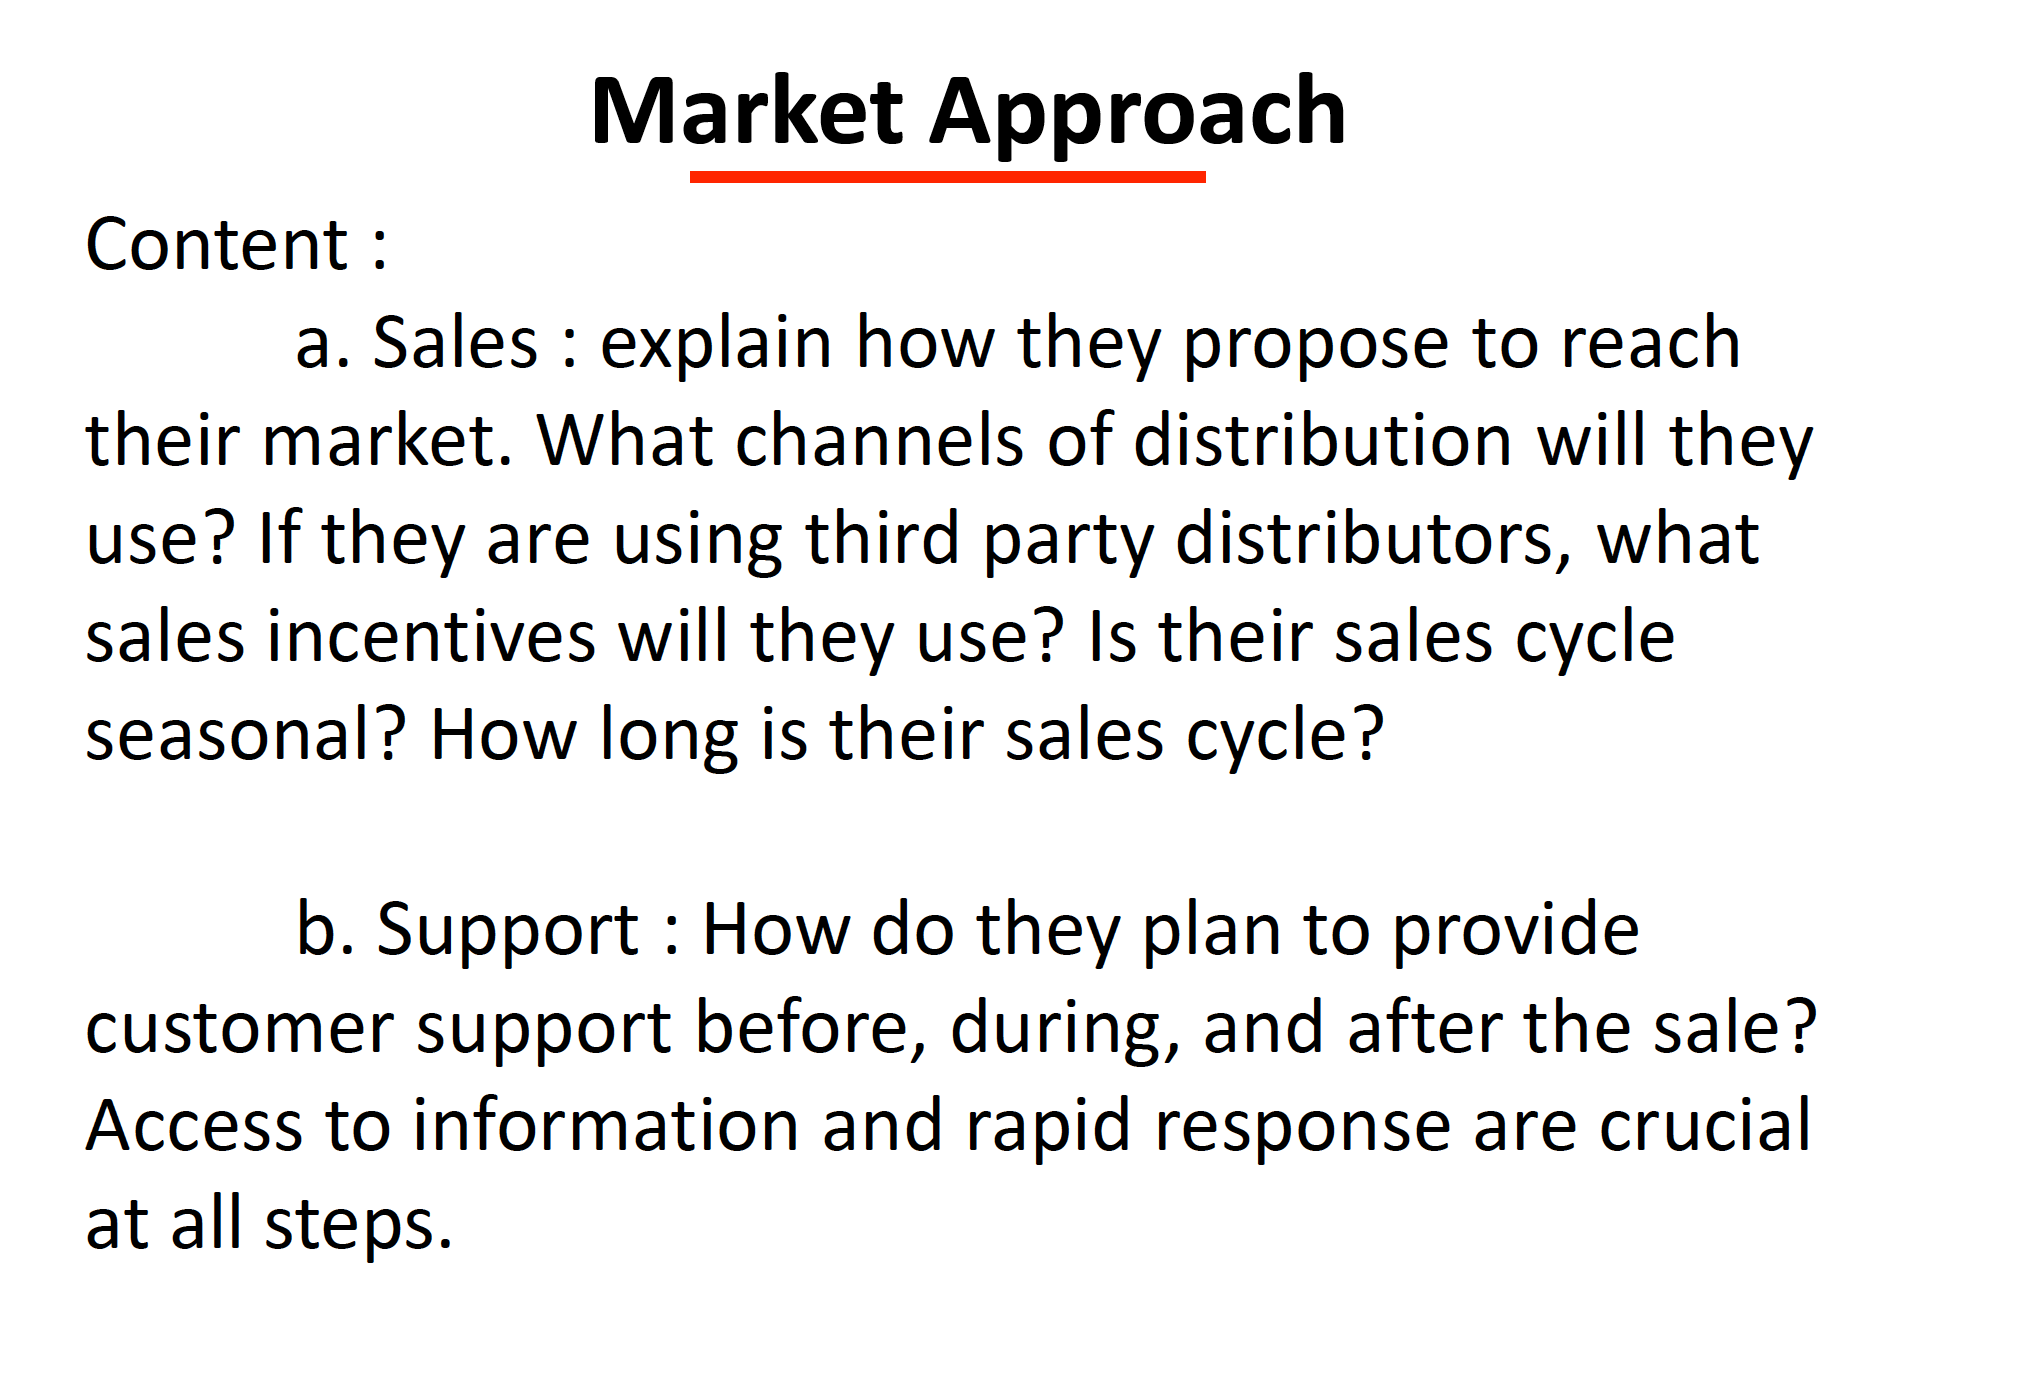 Market Approach
Content :
a. Sales : explain how they propose to reach
their market. What channels of distribution will they
use? If they are using third party distributors, what
sales incentives will they use? Is their sales cycle
seasonal? How long is their sales cycle?
b. Support : How do they plan to provide
customer support before, during, and after the sale?
Access to information and rapid response are crucial
at all steps.